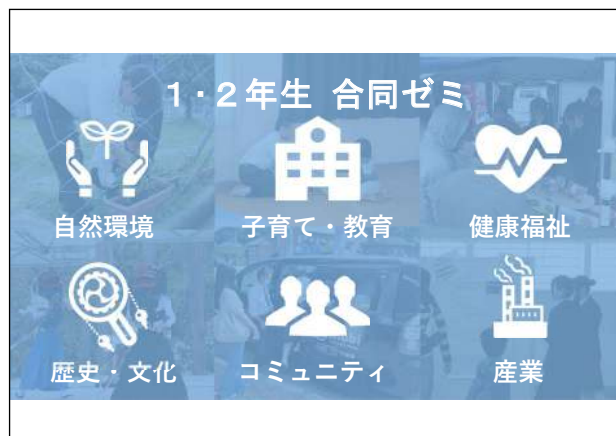 １・２年生 合同ゼミ
自然環境
子育て・教育
健康福祉
歴史・文化
コミュニティ
産業